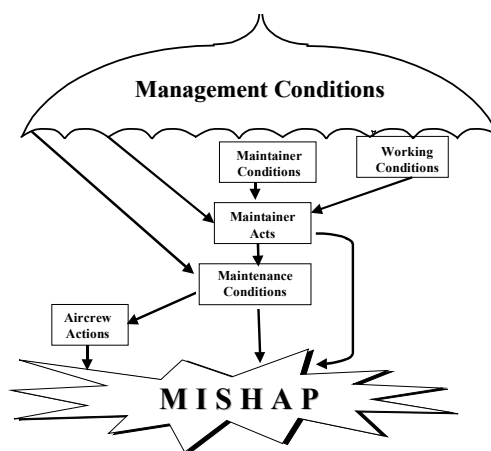 Management Conditions
Maintainer
Conditions
Working
Conditions
Maintainer
Acts
Maintenance
Conditions
Aircrew
Actions
MISHAP